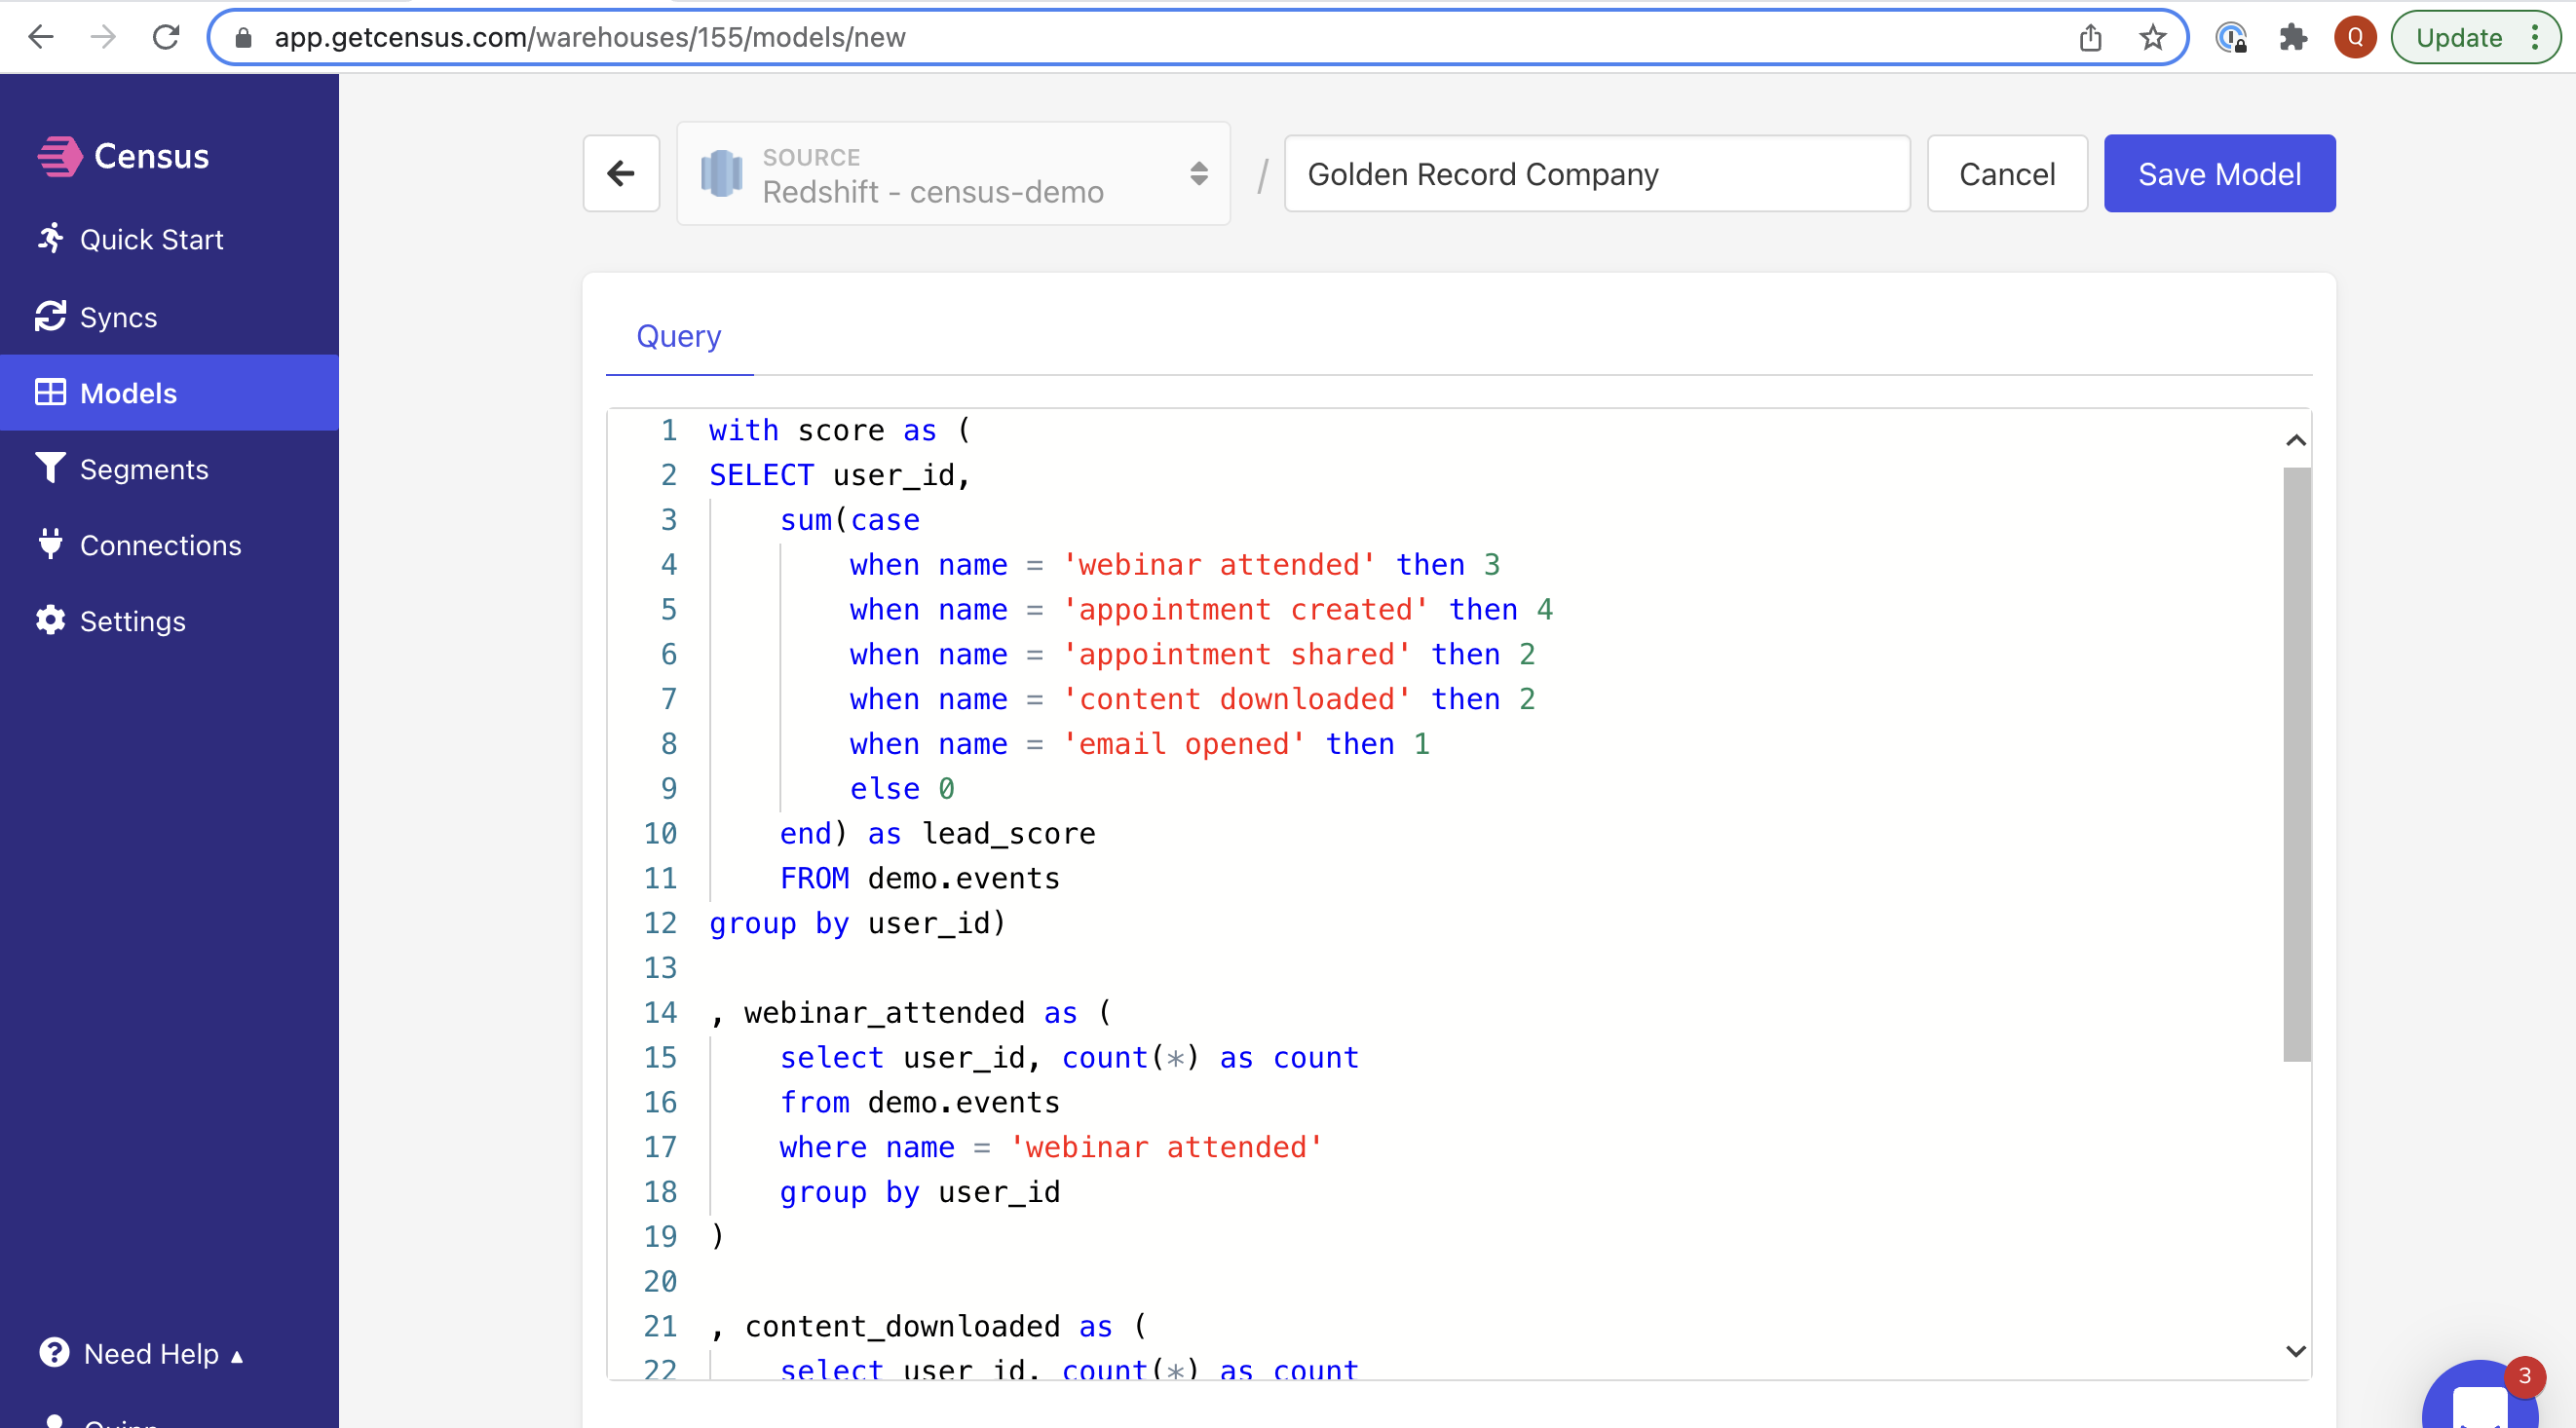 app.getcensus.com/warehouses/155/models/new
Q
Update
Census
Quick Start
Syncs
Models
Segments
Connections
Settings
Need Help
SOURCE
Redshift - census-demo
/
Golden Record Company
Cancel
Save Model
Query
1 with score as (
2 SELECT user_id,
3 sum(case
4 when name = 'webinar attended' then 3
5 when name = 'appointment created' then 4
6 when name = 'appointment shared' then 2
7 when name = 'content downloaded' then 2
8 when name = 'email opened' then 1
9 else 0
10 end) as lead_score
11 FROM demo.events
12 group by user_id)
13
14 , webinar_attended as (
15 select user_id, count(*) as count
16 from demo.events
17 where name = 'webinar attended'
18 group by user_id
19 )
20
21 , content_downloaded as (
22 select user_id, count(*) as count
3